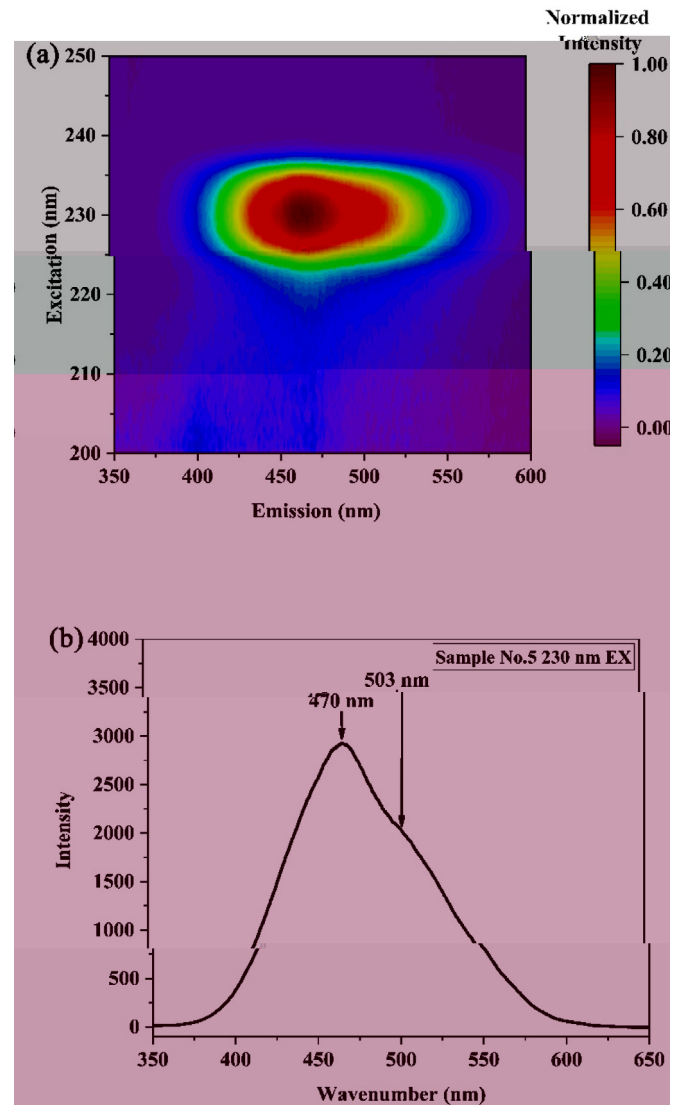 Normalized
Intensity
(a)
250
240
230
220
210
200
Excitation (nm)
350 400 450 500 550 600
Emission (nm)
1.00
0.80
0.60
0.40
0.20
0.00
(b)
4000
3500
3000
2500
2000
1500
1000
500
0
Intensity
Sample No.5 230 nm EX
503 nm
470 nm
350 400 450 500 550 600 650
Wavenumber (nm)